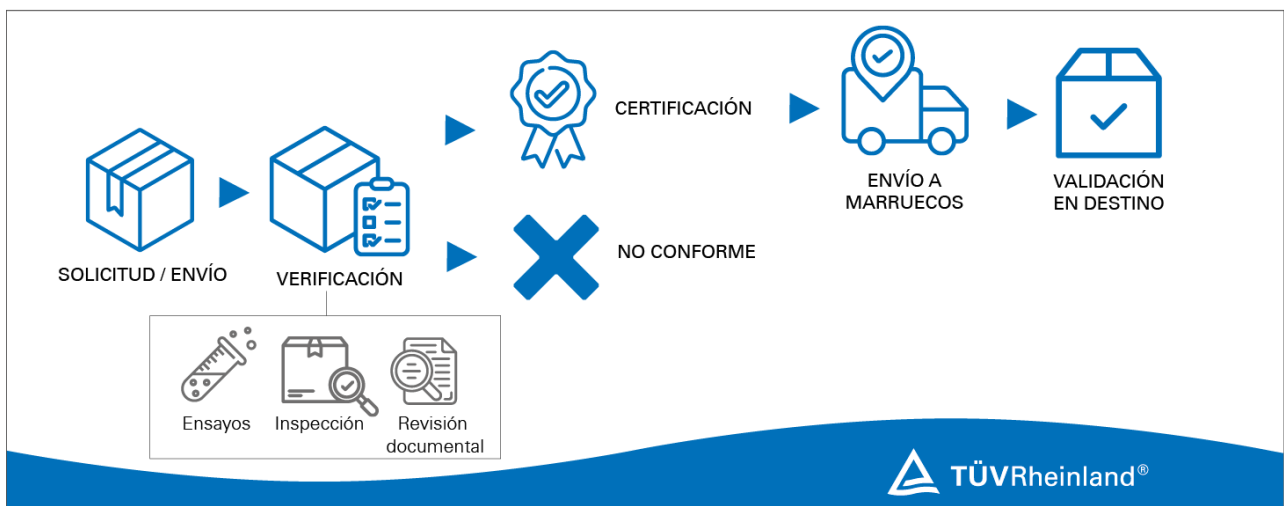 SOLICITUD / ENVÍO
VERIFICACIÓN
Ensayos
Inspección
Revisión
documental
CERTIFICACIÓN
NO CONFORME
ENVÍO A
MARRUECOS
VALIDACIÓN
EN DESTINO
TÜVRheinland®